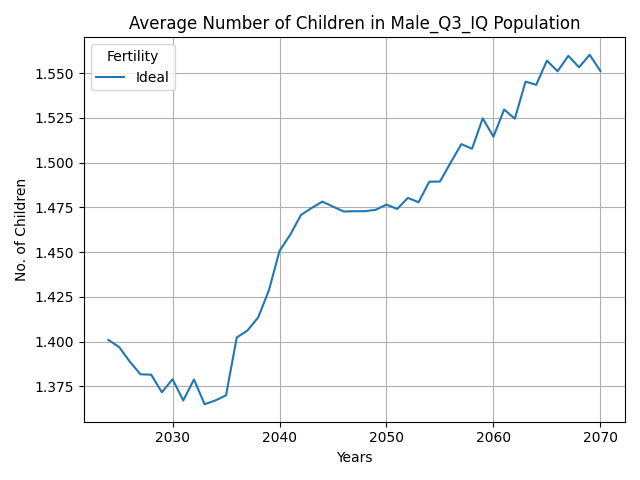 Average Number of Children in Male_Q3_IQ Population
Fertility
Ideal
1.550
1.525
1.500
1.475
1.450
1.425
1.400
1.375
No. of Children
2030
2040
2050
2060
2070
Years